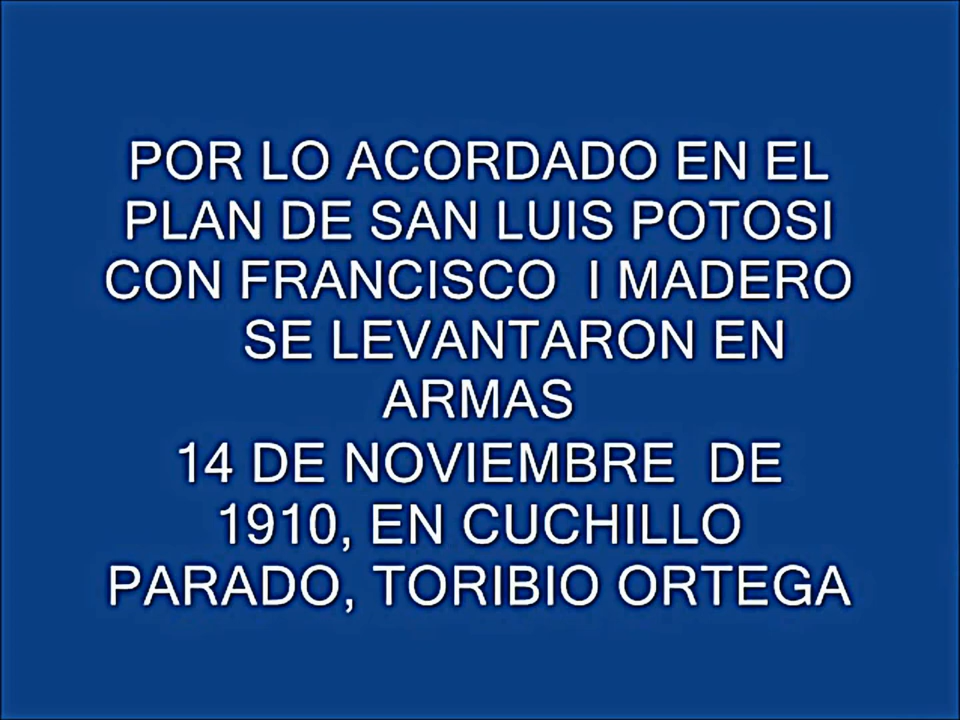 POR LO ACORDADO EN EL
PLAN DE SAN LUIS POTOSI
CON FRANCISCO I MADERO
SE LEVANTARON EN
ARMAS
14 DE NOVIEMBRE DE
1910, EN CUCHILLO
PARADO, TORIBIO ORTEGA